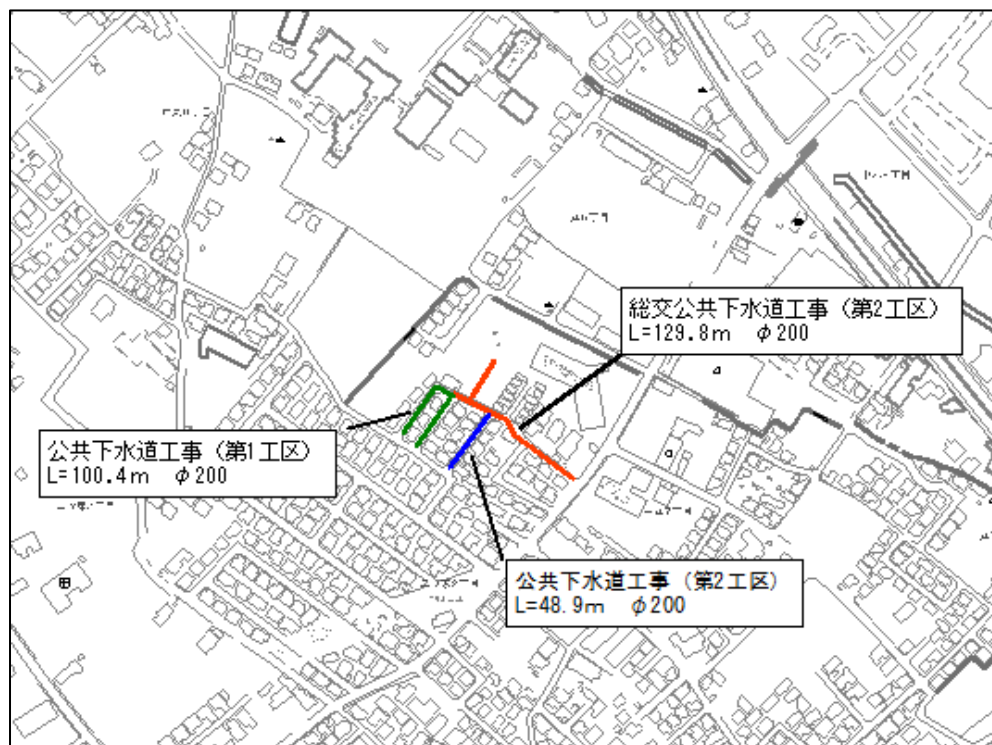 総交公共下水道工事（第2工区）
L=129.8m φ200
公共下水道工事（第1工区）
L=100.4m φ200
公共下水道工事（第2工区）
L=48.9m φ200